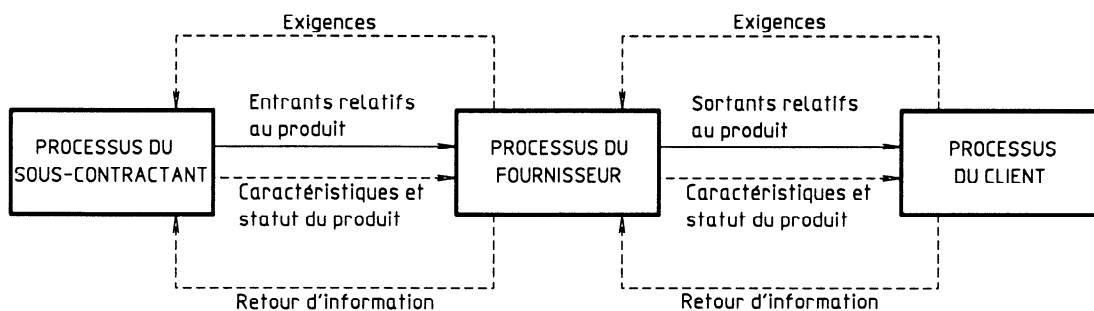 Exigences
Exigences
Entrants relatifs
au produit
Sortants relatifs
au produit
PROCESSUS DU
SOUS-CONTRACTANT
PROCESSUS DU
FOURNISSEUR
PROCESSUS
DU CLIENT
Caractéristiques et
statut du produit
Caractéristiques et
statut du produit
Retour d'information
Retour d'information